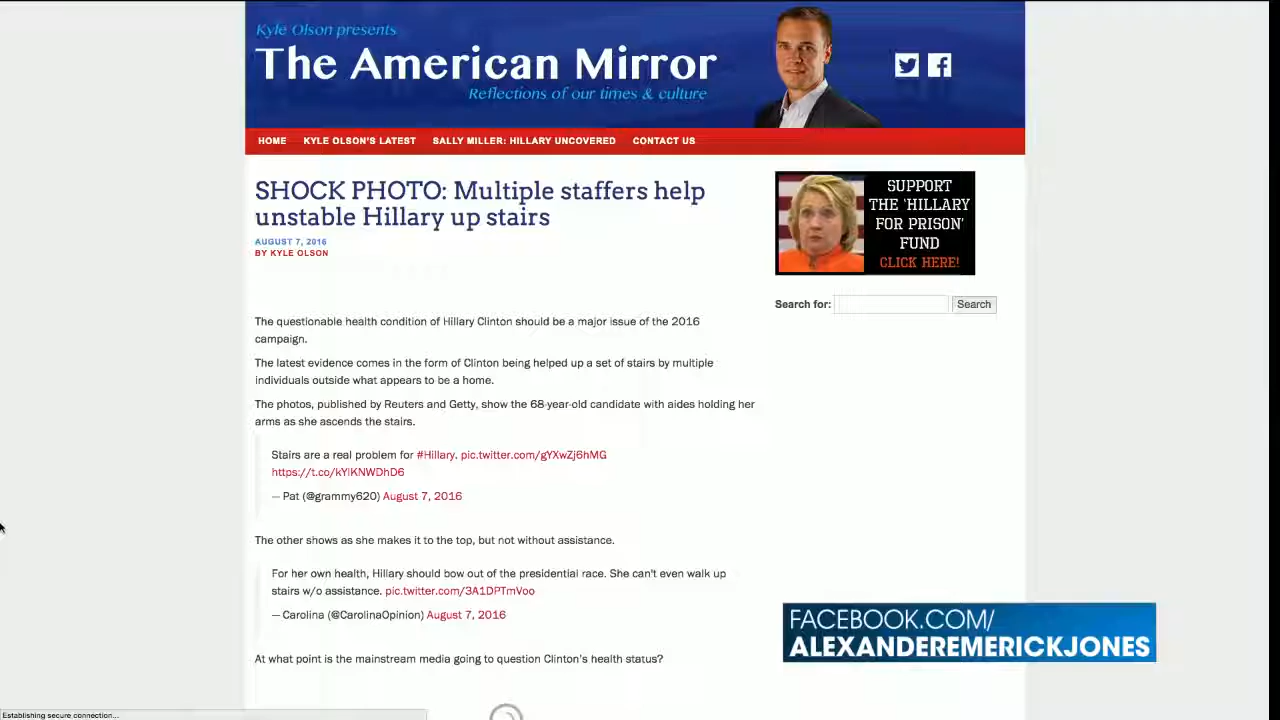 Kyle Olson presents
The American Mirror
Reflections of our times & culture
HOME KYLE OLSON'S LATEST SALLY MILLER: HILLARY UNCOVERED CONTACT US
SHOCK PHOTO: Multiple staffers help
unstable Hillary up stairs
AUGUST 7, 2016
BY KYLE OLSON
The questionable health condition of Hillary Clinton should be a major issue of the 2016
campaign.
The latest evidence comes in the form of Clinton being helped up a set of stairs by multiple
individuals outside what appears to be a home.
The photos, published by Reuters and Getty, show the 68-year-old candidate with aides holding her
arms as she ascends the stairs.
Stairs are a real problem for #Hillary. pic.twitter.com/gYXwZj6hMG
https://t.co/kYlKNWDhD6
— Pat (@grammy620) August 7, 2016
The other shows as she makes it to the top, but not without assistance.
For her own health, Hillary should bow out of the presidential race. She can't even walk up
stairs w/o assistance. pic.twitter.com/3A1DPTmVoo
— Carolina (@CarolinaOpinion) August 7, 2016
At what point is the mainstream media going to question Clinton's health status?
SUPPORT
THE 'HILLARY
FOR PRISON'
FUND
CLICK HERE!
Search for: Search
FACEBOOK.COM/
ALEXANDEREMERICKJONES
Establishing secure connection...